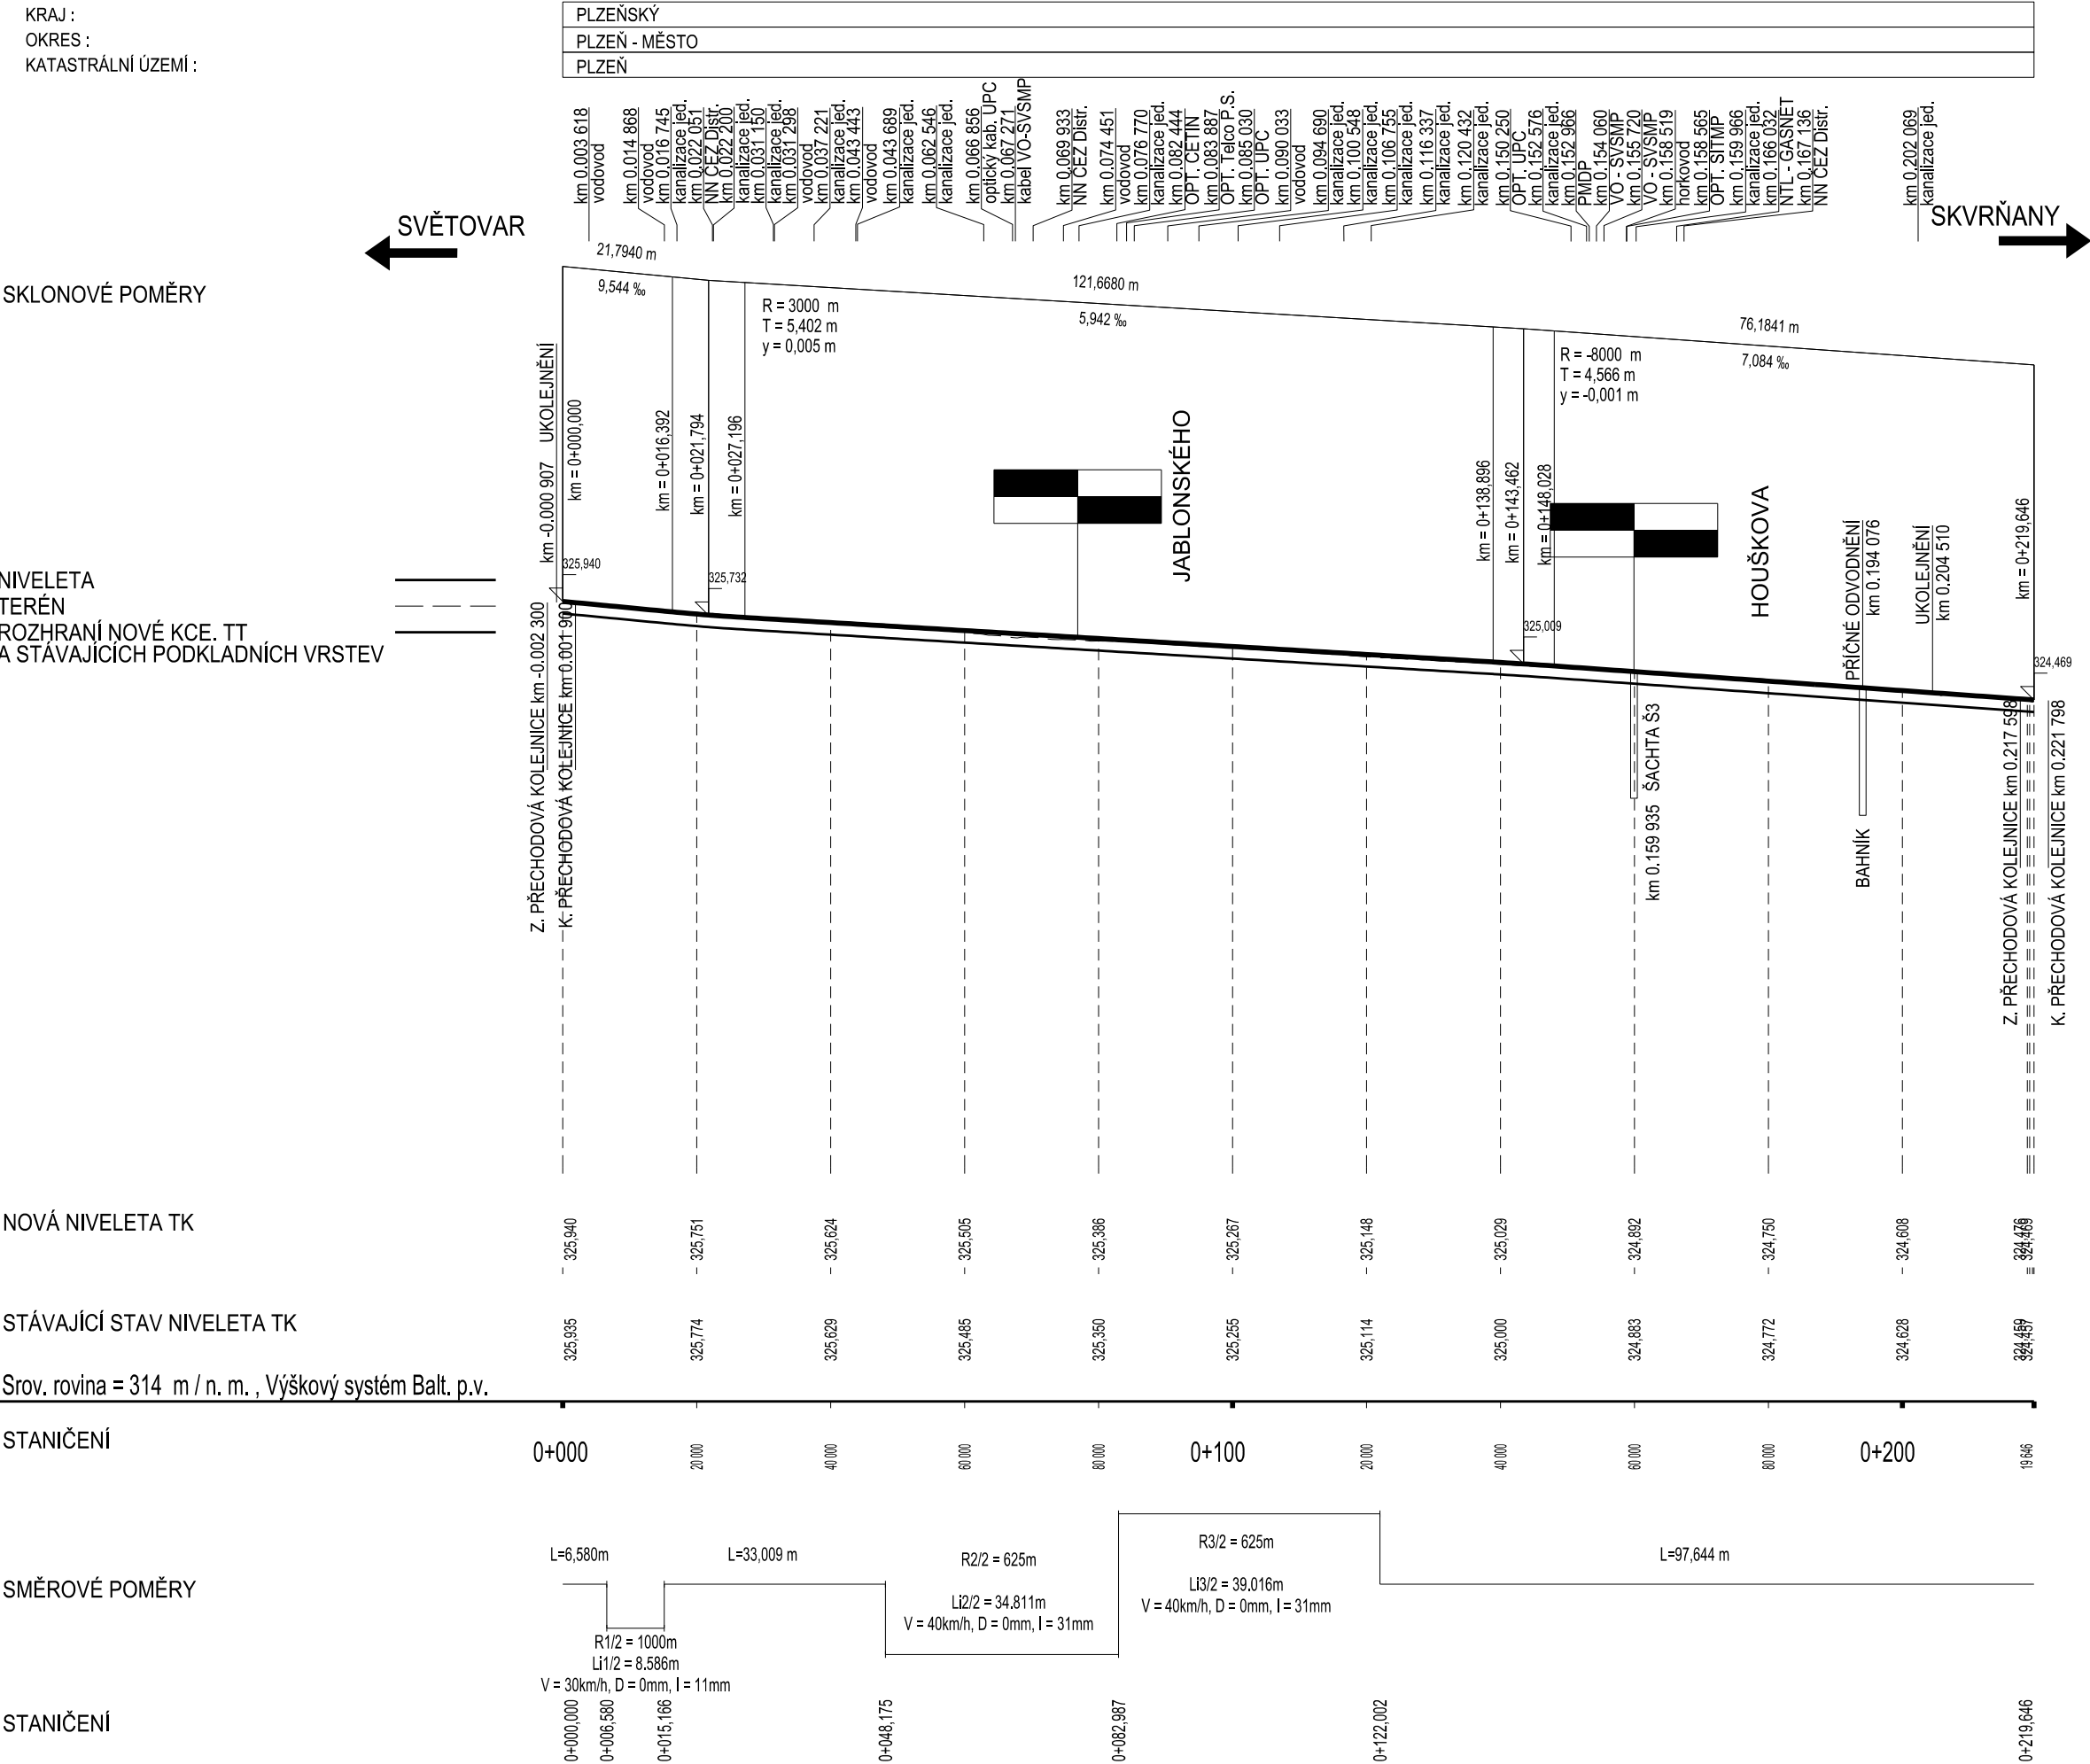 KRAJ :
PLZEŇSKÝ
OKRES :
PLZEŇ - MĚSTO
KATASTRÁLNÍ ÚZEMÍ :
PLZEŇ
km 0.003 618
vodovod
km 0.014 868
vodovod
km 0.016 745
kanalizace jed.
km 0.022 051
NN ČEZ Distr.
km 0.022 200
kanalizace jed.
km 0.031 150
kanalizace jed.
km 0.031 298
vodovod
km 0.037 221
kanalizace jed.
km 0.043 443
vodovod
km 0.043 689
kanalizace jed.
km 0.062 546
kanalizace jed.
km 0.066 856
optický kab. UPC
km 0.067 271
kabel VO-SVSMP
km 0.069 933
NN ČEZ Distr.
km 0.074 451
vodovod
km 0.076 770
kanalizace jed.
km 0.082 444
OPT. CETIN
km 0.083 887
OPT. Telco P.S.
km 0.085 030
OPT. UPC
km 0.090 033
vodovod
km 0.094 690
kanalizace jed.
km 0.100 548
kanalizace jed.
km 0.106 755
kanalizace jed.
km 0.116 337
kanalizace jed.
km 0.120 432
kanalizace jed.
km 0.150 250
OPT. UPC
km 0.152 576
kanalizace jed.
km 0.152 966
PMDP
km 0.154 060
VO - SVSMP
km 0.155 720
VO - SVSMP
km 0.158 519
horkovod
km 0.158 565
OPT. SITMP
km 0.159 966
kanalizace jed.
km 0.166 032
NTL - GASNET
km 0.167 136
NN ČEZ Distr.
km 0.202 069
kanalizace jed.
SVĚTOVAR
SKVRŇANY
SKLONOVÉ POMĚRY
21,7940 m
9,544 ‰
121,6680 m
5,942 ‰
76,1841 m
7,084 ‰
R = 3000 m
T = 5,402 m
y = 0,005 m
R = -8000 m
T = 4,566 m
y = -0,001 m
km -0.000 907 UKOLEJNĚNÍ
km = 0+000,000
km = 0+016,392
km = 0+021,794
km = 0+027,196
JABLONSKÉHO
km = 0+138,896
km = 0+143,462
km = 0+148,028
HOUŠKOVA
PŘÍČNÉ ODVODNĚNÍ
km 0.194 076
UKOLEJNĚNÍ
km 0.204 510
km = 0+219,646
325,940
325,732
325,009
324,469
NIVELETA
TERÉN
ROZHRANÍ NOVÉ KCE. TT
A STÁVAJÍCÍCH PODKLADNÍCH VRSTEV
Z. PŘECHODOVÁ KOLEJNICE km -0.002 300
K. PŘECHODOVÁ KOLEJNICE km 0.001 900
km 0.159 935 ŠACHTA Š3
BAHNÍK
Z. PŘECHODOVÁ KOLEJNICE km 0.217 598
K. PŘECHODOVÁ KOLEJNICE km 0.221 798
NOVÁ NIVELETA TK
325,940
325,751
325,624
325,505
325,386
325,267
325,148
325,029
324,892
324,750
324,608
324,476
324,469
STÁVAJÍCÍ STAV NIVELETA TK
325,935
325,774
325,629
325,485
325,350
325,255
325,114
325,000
324,883
324,772
324,628
324,459
324,457
Srov. rovina = 314 m / n. m. , Výškový systém Balt. p.v.
STANIČENÍ
0+000
20 000
40 000
60 000
80 000
0+100
20 000
40 000
60 000
80 000
0+200
19 646
SMĚROVÉ POMĚRY
L=6,580m
R1/2 = 1000m
Li1/2 = 8.586m
V = 30km/h, D = 0mm, I = 11mm
L=33,009 m
R2/2 = 625m
Li2/2 = 34.811m
V = 40km/h, D = 0mm, I = 31mm
R3/2 = 625m
Li3/2 = 39.016m
V = 40km/h, D = 0mm, I = 31mm
L=97,644 m
STANIČENÍ
0+000,000
0+006,580
0+015,166
0+048,175
0+082,987
0+122,002
0+219,646